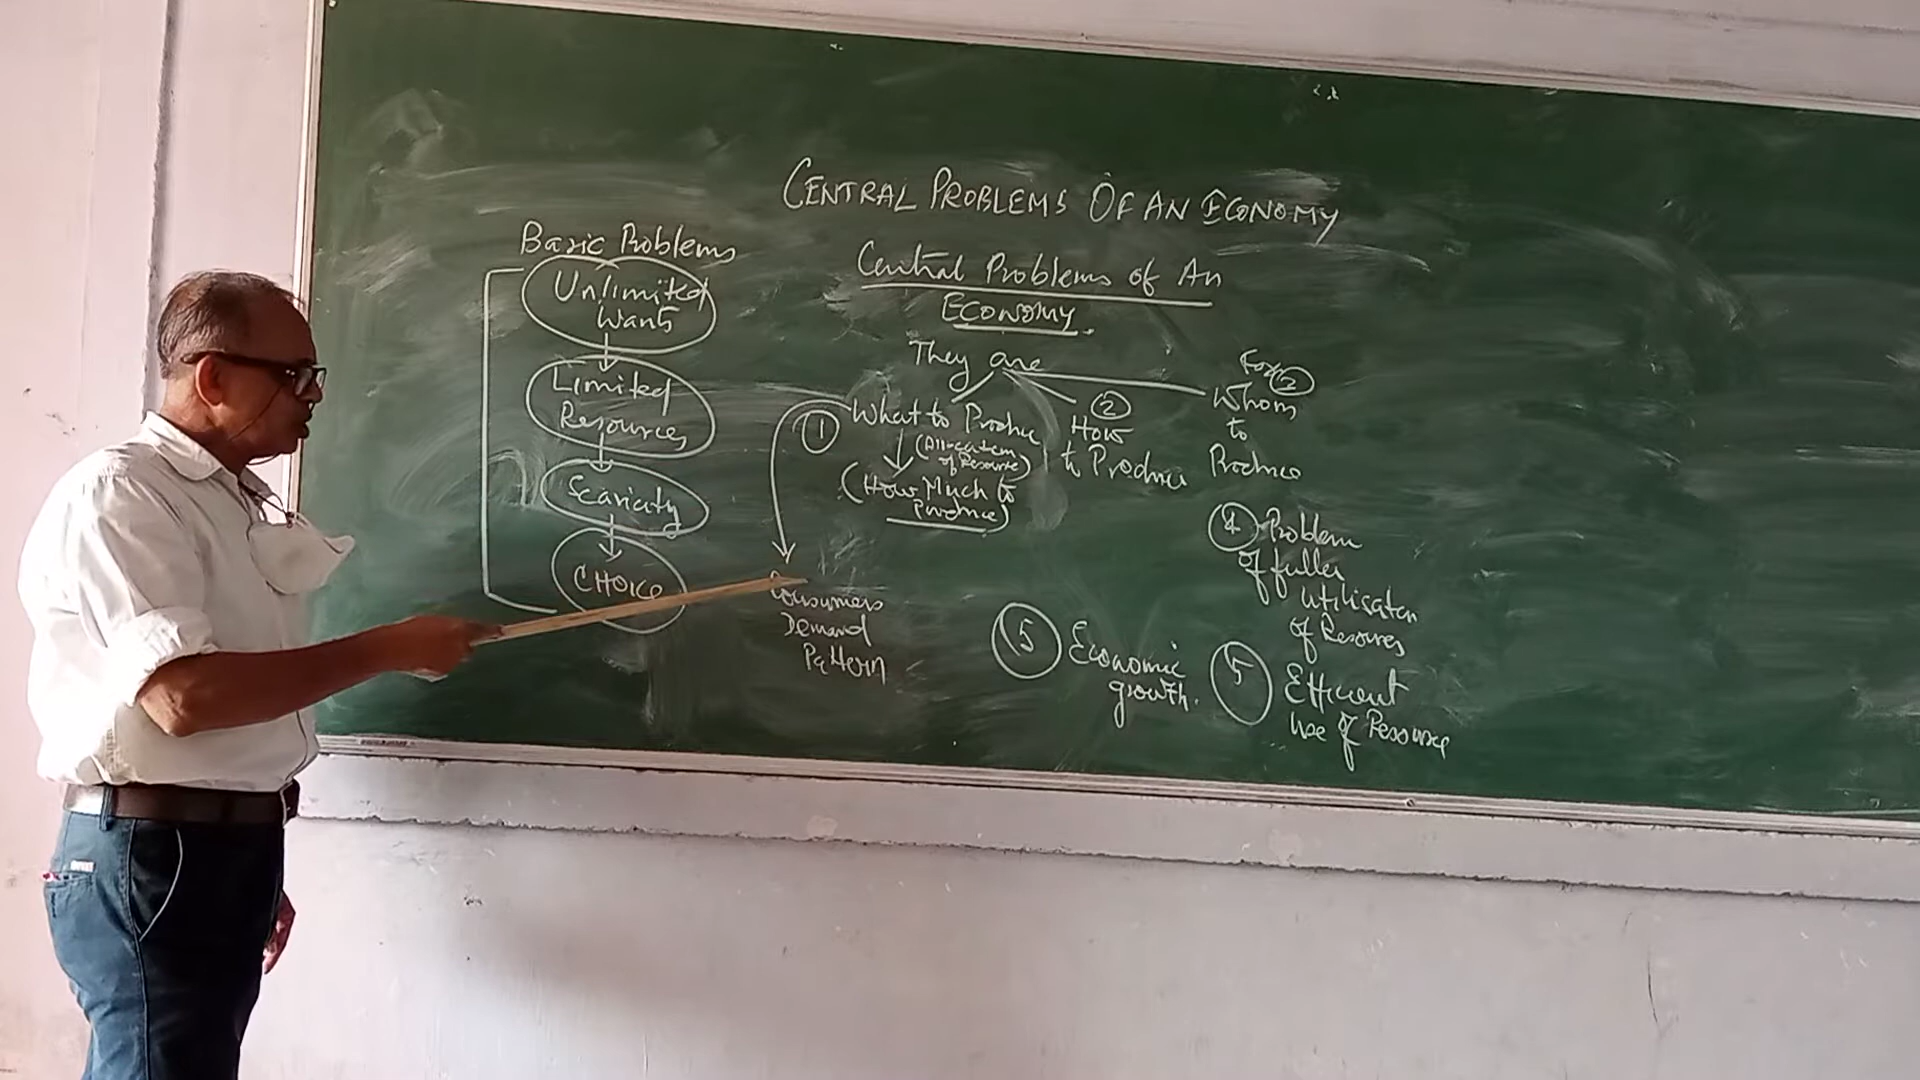 CENTRAL PROBLEMS OF AN ECONOMY
Basic Problems
Unlimited
Wants
Limited
Resources
Scaricity
CHOICE
Central Problems of An
ECONOMY.
They are
1
What to Produce
(Allocation
of Resource)
(How Much to
Produce)
Consumers
Demand
Pattern
2
How
to Produce
For 2
Whom
to
Produce
4 Problem
of fuller
utilisation
of Resources
5 Economic
growth.
5 Efficient
use of Resource